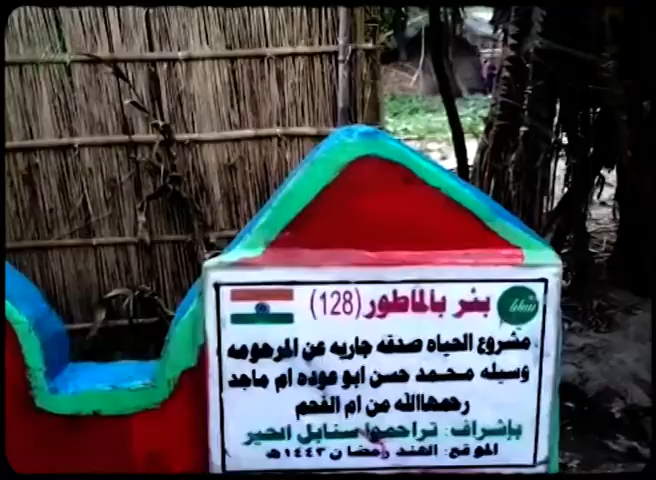 بئر بالماطور (128)
مشروع الحياه صدقه جاريه عن المرحومه
وسيله محمد حسن ابو عوده ام ماجد
رحمهاالله من ام الفحم
بإشراف: تراحموا سنابل الخير
الموقع: الهند رمضان ١٤٤٣هـ